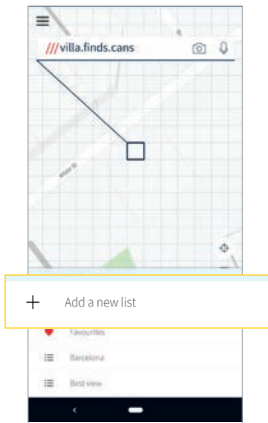 ///villa.finds.cans
Add a new list
Favourites
Barcelona
Best view